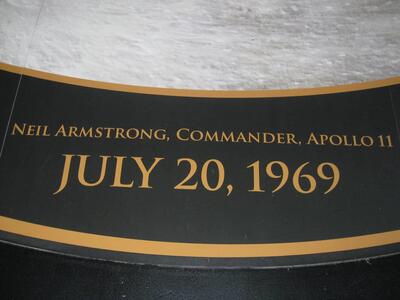 NEIL ARMSTRONG, COMMANDER, APOLLO 11
JULY 20, 1969